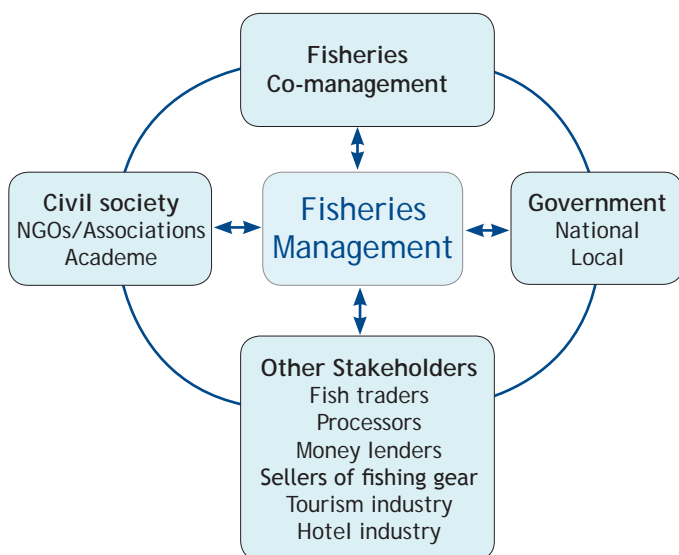 Fisheries
Co-management
Civil society
NGOs/Associations
Academe
Fisheries
Management
Government
National
Local
Other Stakeholders
Fish traders
Processors
Money lenders
Sellers of fishing gear
Tourism industry
Hotel industry